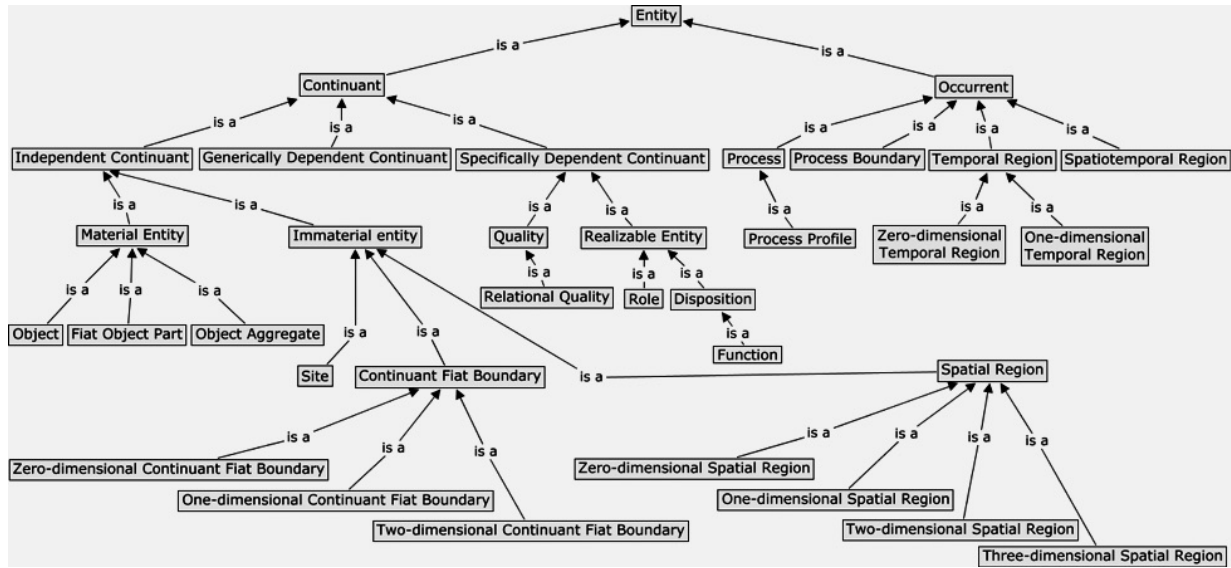 Entity
is a
is a
Continuant
Occurrent
is a
is a
is a
is a
is a
is a
is a
Independent Continuant
Generically Dependent Continuant
Specifically Dependent Continuant
Process
Process Boundary
Temporal Region
Spatiotemporal Region
is a
is a
is a
is a
is a
is a
is a
Material Entity
Immaterial entity
Quality
Realizable Entity
Process Profile
Zero-dimensional
Temporal Region
One-dimensional
Temporal Region
is a
is a
is a
is a
is a
is a
Relational Quality
Role
Disposition
Object
Fiat Object Part
Object Aggregate
is a
is a
is a
Function
Site
Continuant Fiat Boundary
is a
Spatial Region
is a
is a
is a
is a
is a
is a
is a
Zero-dimensional Continuant Fiat Boundary
Zero-dimensional Spatial Region
One-dimensional Continuant Fiat Boundary
One-dimensional Spatial Region
Two-dimensional Continuant Fiat Boundary
Two-dimensional Spatial Region
Three-dimensional Spatial Region